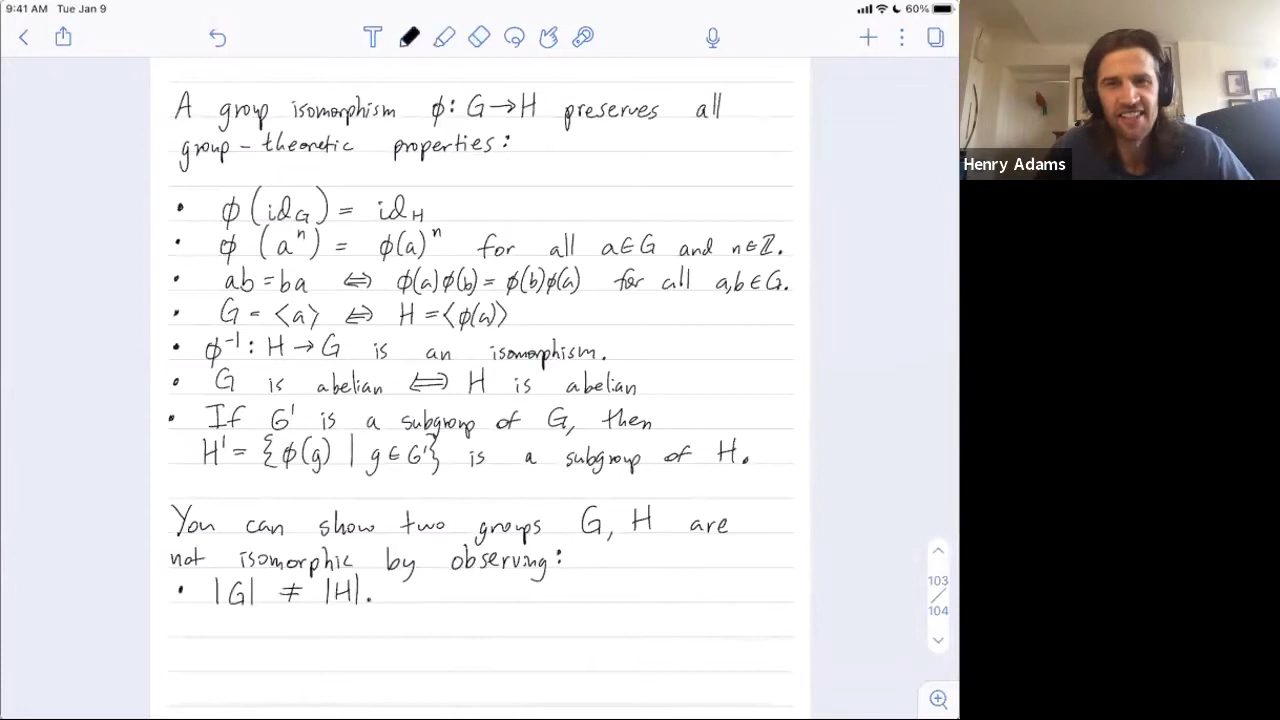 9:41 AM Tue Jan 9
60%
A group isomorphism ϕ: G→H preserves all
group-theoretic properties:
• ϕ(id_G) = id_H
• ϕ(a^n) = ϕ(a)^n for all a∈G and n∈ℤ.
• ab=ba ⇔ ϕ(a)ϕ(b)=ϕ(b)ϕ(a) for all a,b∈G.
• G=<a> ⇔ H=<ϕ(a)>
• ϕ^{-1}: H→G is an isomorphism.
• G is abelian ⇔ H is abelian
• If G' is a subgroup of G, then
H' = {ϕ(g) | g∈G'} is a subgroup of H.
You can show two groups G, H are
not isomorphic by observing:
• |G| ≠ |H|.
103
/
104
Henry Adams